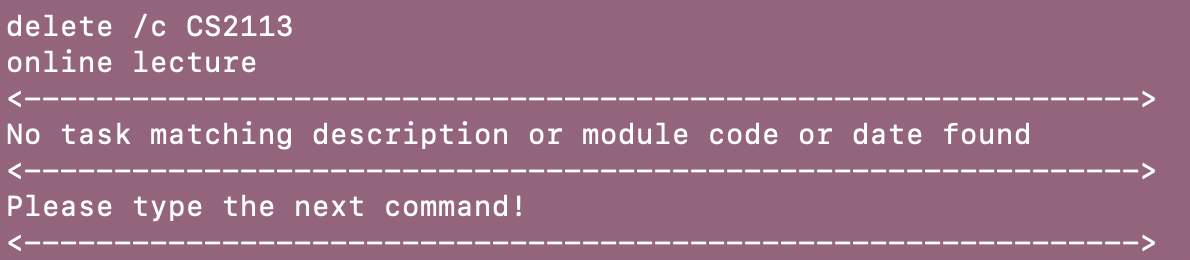 delete /c CS2113
online lecture
<-------------------------------------------------------------->
No task matching description or module code or date found
<-------------------------------------------------------------->
Please type the next command!
<-------------------------------------------------------------->